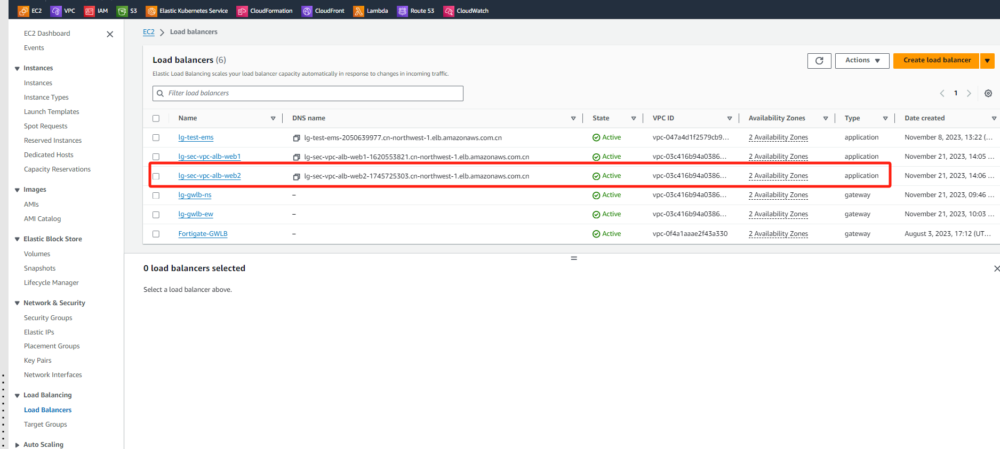 EC2 VPC IAM S3 Elastic Kubernetes Service CloudFormation CloudFront Lambda Route 53 CloudWatch
EC2 Dashboard
Events
Instances
Instances
Instance Types
Launch Templates
Spot Requests
Reserved Instances
Dedicated Hosts
Capacity Reservations
Images
AMIs
AMI Catalog
Elastic Block Store
Volumes
Snapshots
Lifecycle Manager
Network & Security
Security Groups
Elastic IPs
Placement Groups
Key Pairs
Network Interfaces
Load Balancing
Load Balancers
Target Groups
Auto Scaling
EC2 Load balancers
Load balancers (6)
Elastic Load Balancing scales your load balancer capacity automatically in response to changes in incoming traffic.
Actions Create load balancer
Filter load balancers
1
Name DNS name State VPC ID Availability Zones Type Date created
lg-test-ems lg-test-ems-2050639977.cn-northwest-1.elb.amazonaws.com.cn Active vpc-047a4d1f2579cb9... 2 Availability Zones application November 8, 2023, 13:22 (...
lg-sec-vpc-alb-web1 lg-sec-vpc-alb-web1-1620553821.cn-northwest-1.elb.amazonaws.com.cn Active vpc-03c416b94a0386... 2 Availability Zones application November 21, 2023, 14:05 ...
lg-sec-vpc-alb-web2 lg-sec-vpc-alb-web2-1745725303.cn-northwest-1.elb.amazonaws.com.cn Active vpc-03c416b94a0386... 2 Availability Zones application November 21, 2023, 14:06 ...
lg-gwlb-ns – Active vpc-03c416b94a0386... 2 Availability Zones gateway November 21, 2023, 09:46 ...
lg-gwlb-ew – Active vpc-03c416b94a0386... 2 Availability Zones gateway November 21, 2023, 10:03 ...
Fortigate-GWLB – Active vpc-0f4a1aaae2f43a330 2 Availability Zones gateway August 3, 2023, 17:12 (UT...
0 load balancers selected
Select a load balancer above.